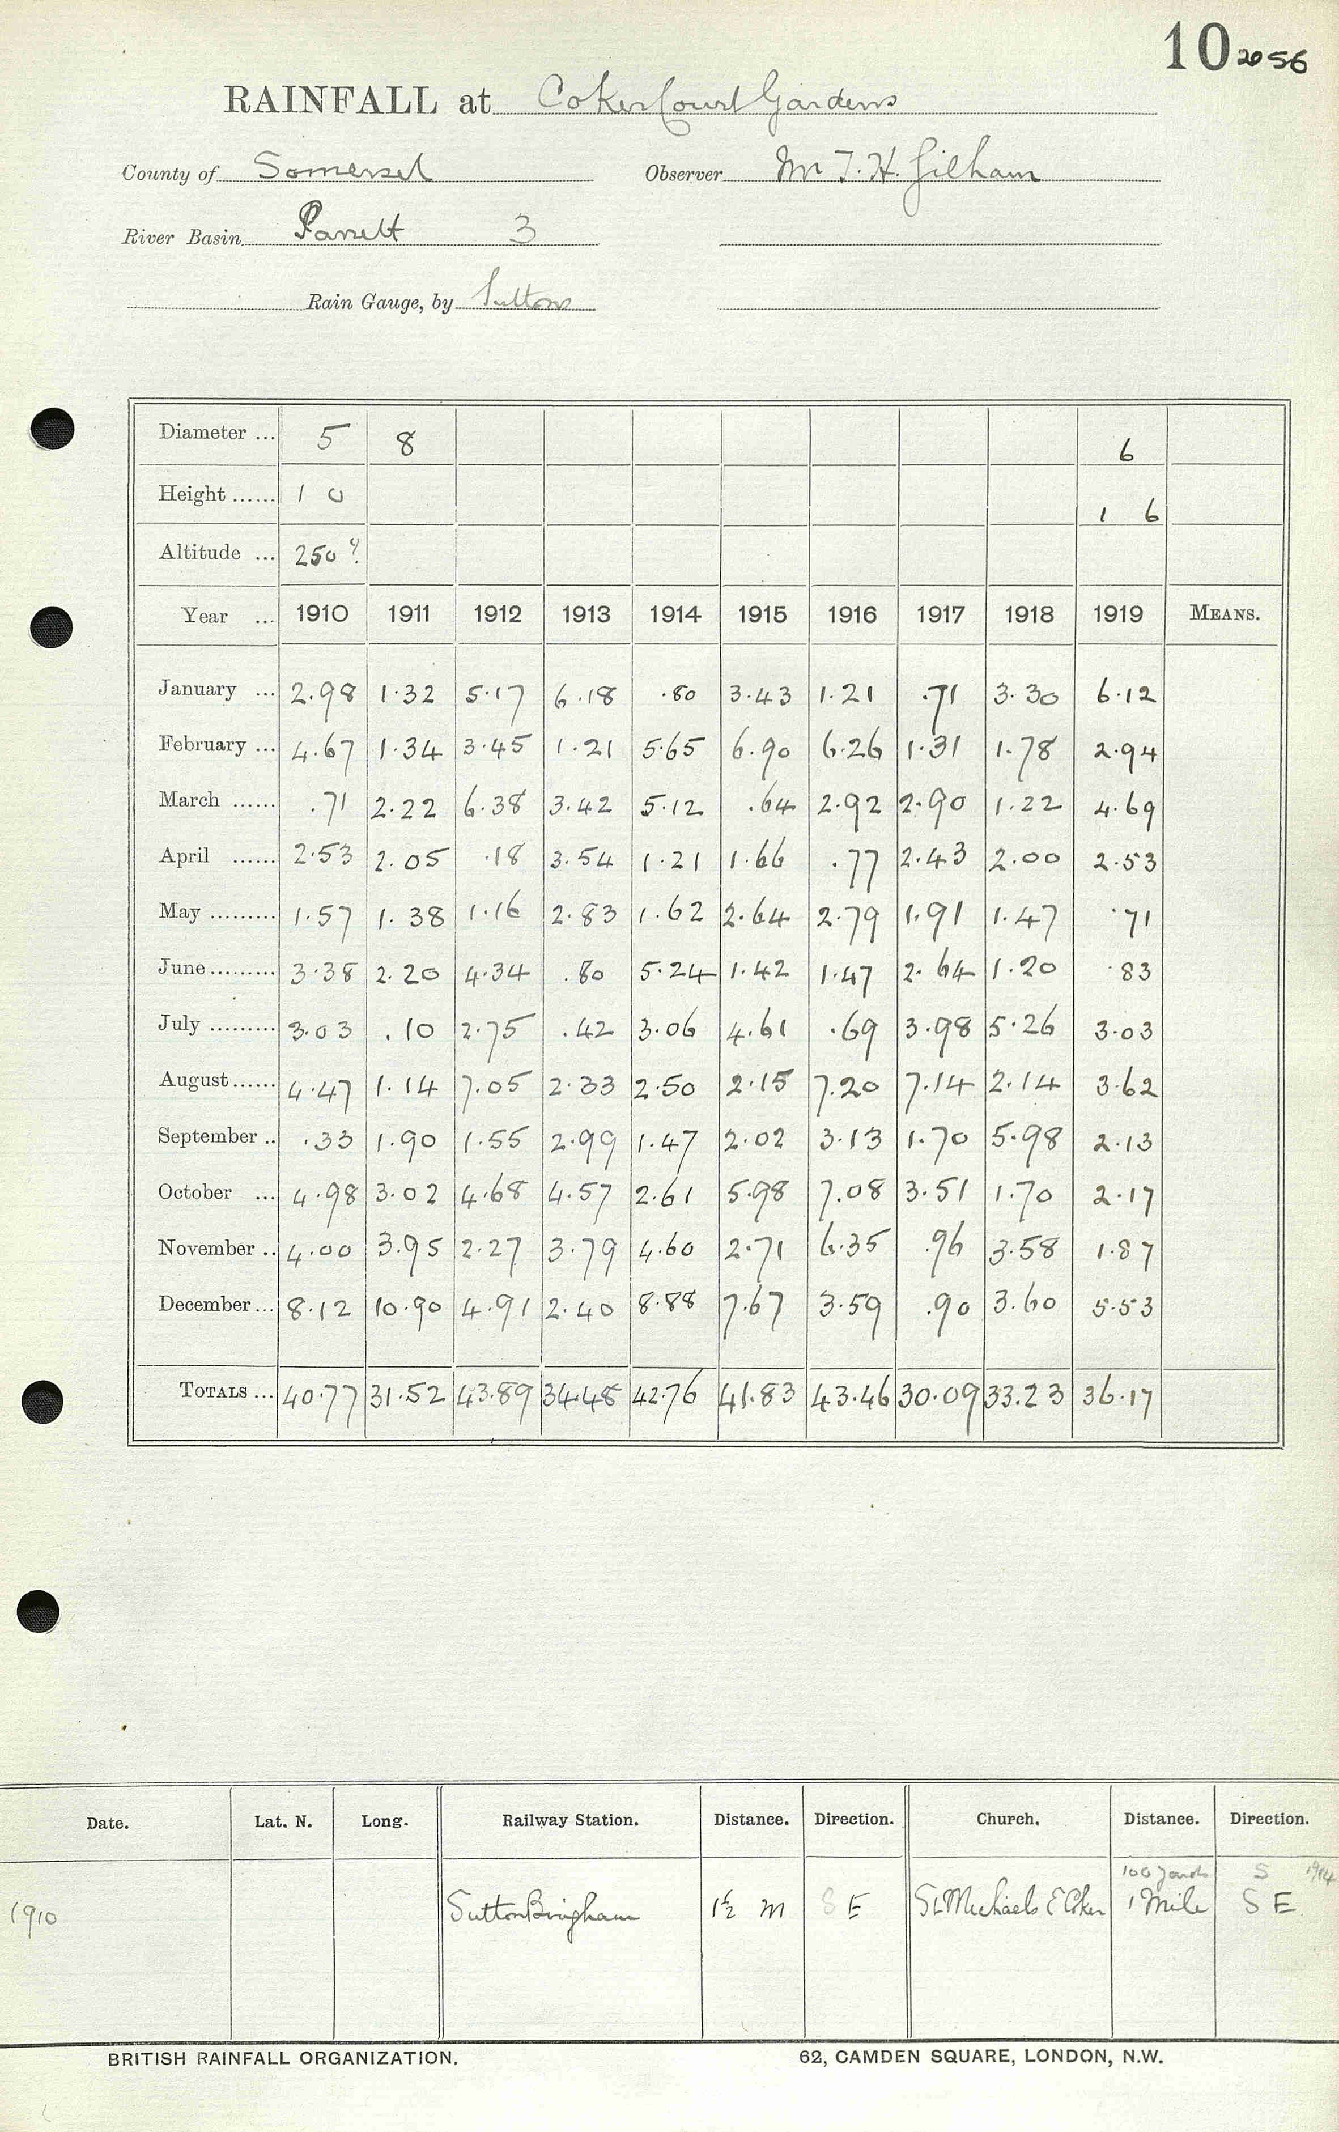 10 2056
RAINFALL at Coker Court Gardens
County of Somerset Observer Mr T. H. Gilham
River Basin Parrett 3
Rain Gauge, by Suttons
Diameter ... 5 8 6
Height ...... 1 0 1 6
Altitude ... 250 ?
Year ... 1910 1911 1912 1913 1914 1915 1916 1917 1918 1919 MEANS.
January ... 2.98 1.32 5.17 6.18 .80 3.43 1.21 .71 3.30 6.12
February ... 4.67 1.34 3.45 1.21 5.65 6.90 6.26 1.31 1.78 2.94
March ...... .71 2.22 6.38 3.42 5.12 .64 2.92 2.90 1.22 4.69
April ...... 2.53 2.05 .18 3.54 1.21 1.66 .77 2.43 2.00 2.53
May ......... 1.57 1.38 1.16 2.83 1.62 2.64 2.79 1.91 1.47 .71
June ......... 3.38 2.20 4.34 .80 5.24 1.42 1.47 2.64 1.20 .83
July ......... 3.03 .10 2.75 .42 3.06 4.61 .69 3.98 5.26 3.03
August ...... 4.47 1.14 7.05 2.33 2.50 2.15 7.20 7.14 2.14 3.62
September .. .33 1.90 1.55 2.99 1.47 2.02 3.13 1.70 5.98 2.13
October ... 4.98 3.02 4.68 4.57 2.61 5.98 7.08 3.51 1.70 2.17
November .. 4.00 3.95 2.27 3.79 4.60 2.71 6.35 .96 3.58 1.87
December ... 8.12 10.90 4.91 2.40 8.88 7.67 3.59 .90 3.60 5.53
TOTALS ... 40.77 31.52 43.89 34.48 42.76 41.83 43.46 30.09 33.23 36.17
Date. Lat. N. Long. Railway Station. Distance. Direction. Church. Distance. Direction.
100 yards S 1914
1910 Sutton Bingham 1½ m S E St Michaels E Coker 1 Mile S E
BRITISH RAINFALL ORGANIZATION. 62, CAMDEN SQUARE, LONDON, N.W.